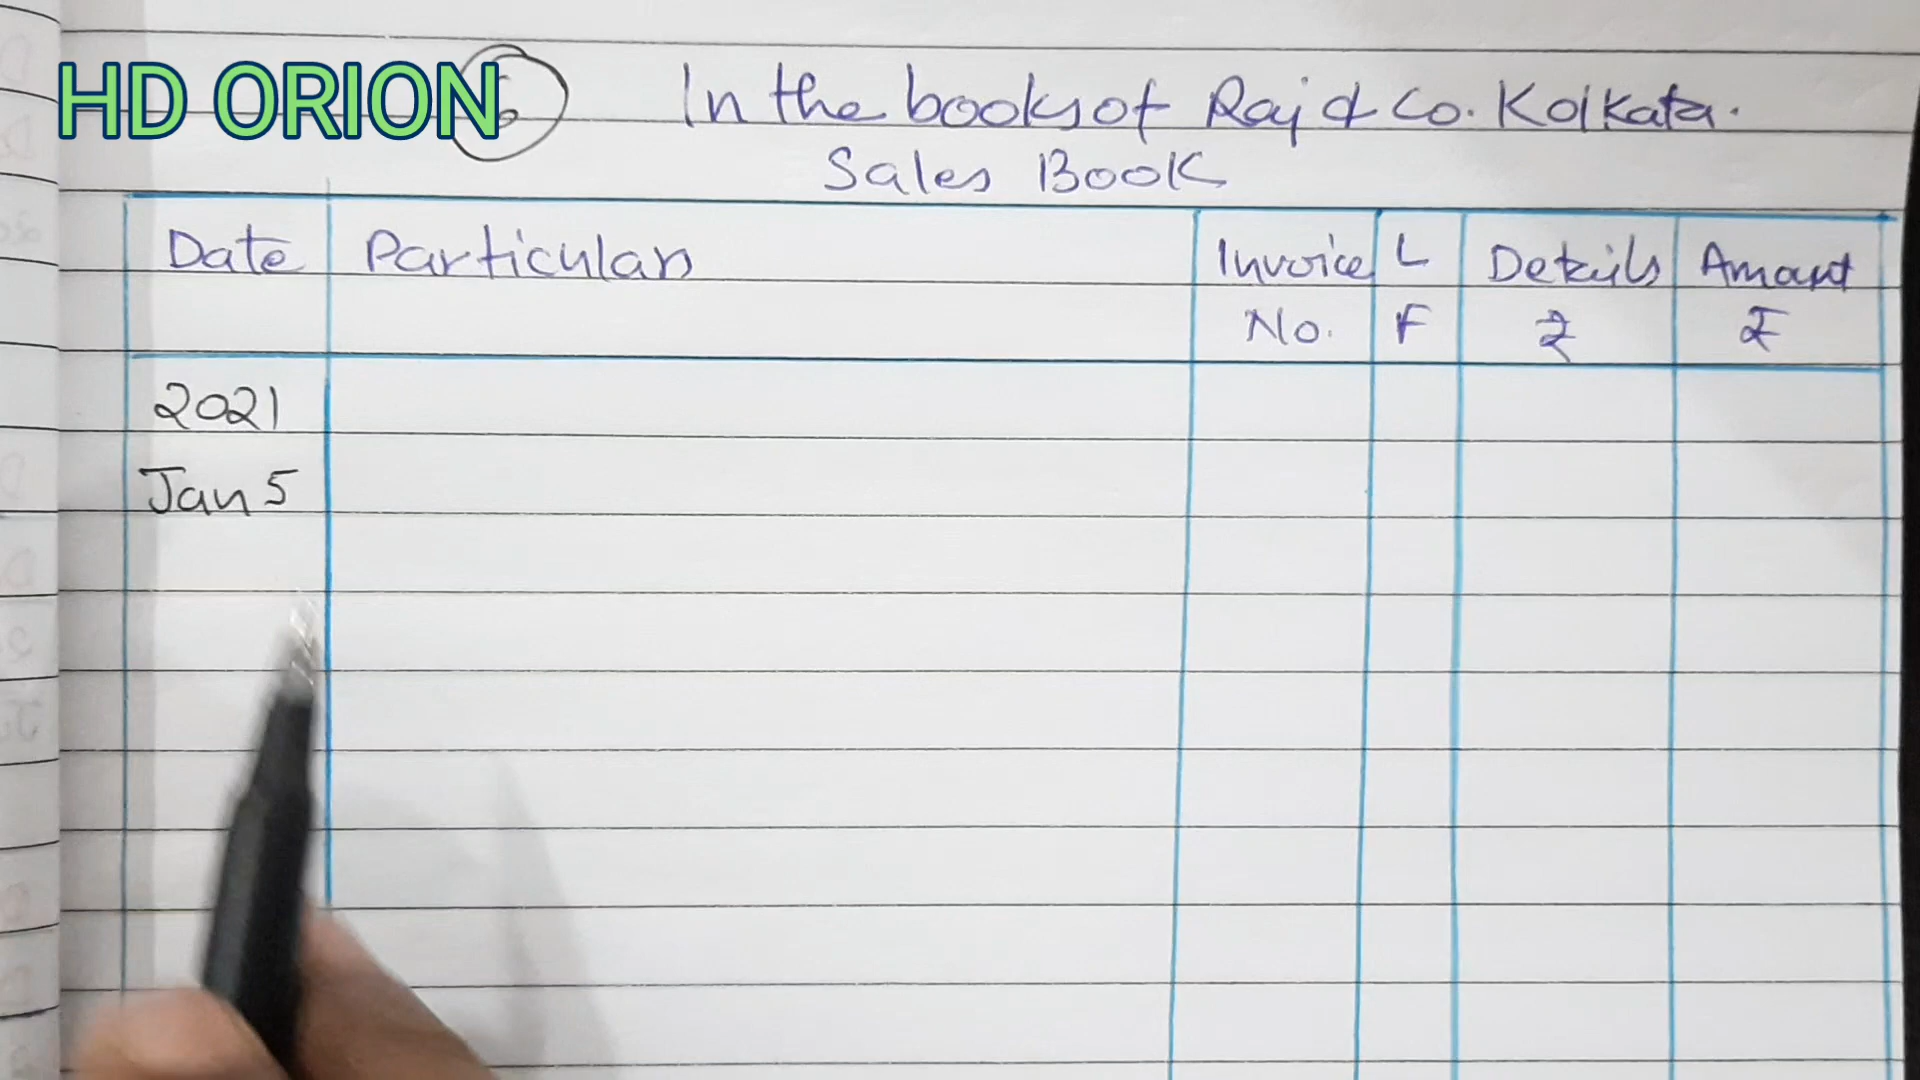 HD ORION
In the books of Raj & Co. Kolkata.
Sales Book
Date Particulars Invoice No. L F Details ₹ Amount ₹
2021
Jan 5